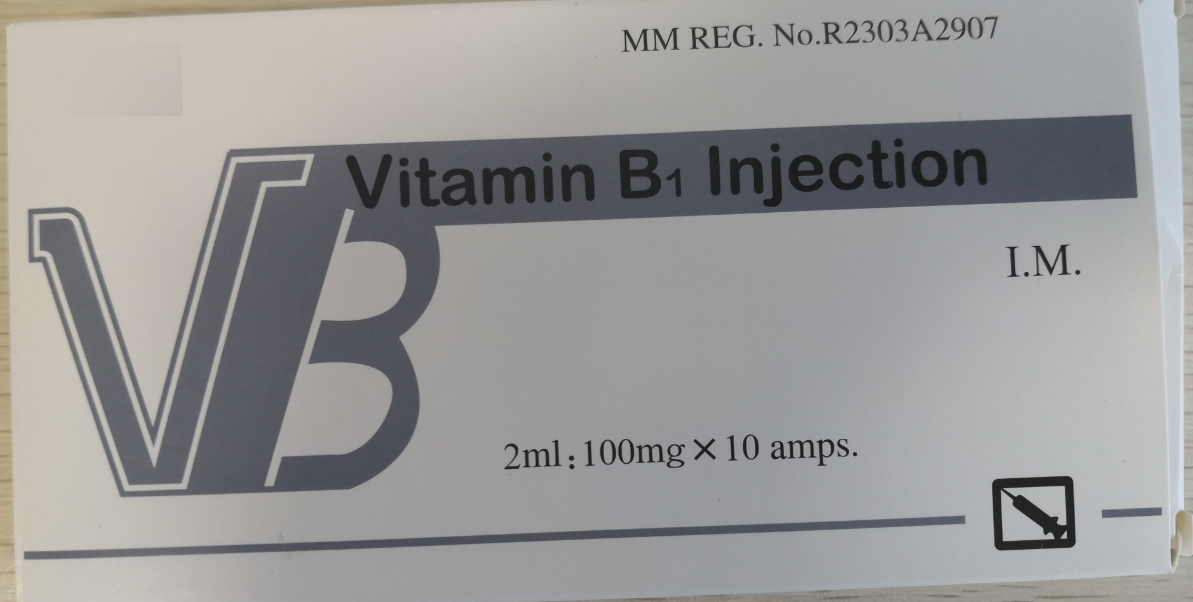 MM REG. No.R2303A2907
Vitamin B1 Injection
VB
I.M.
2ml:100mg×10 amps.